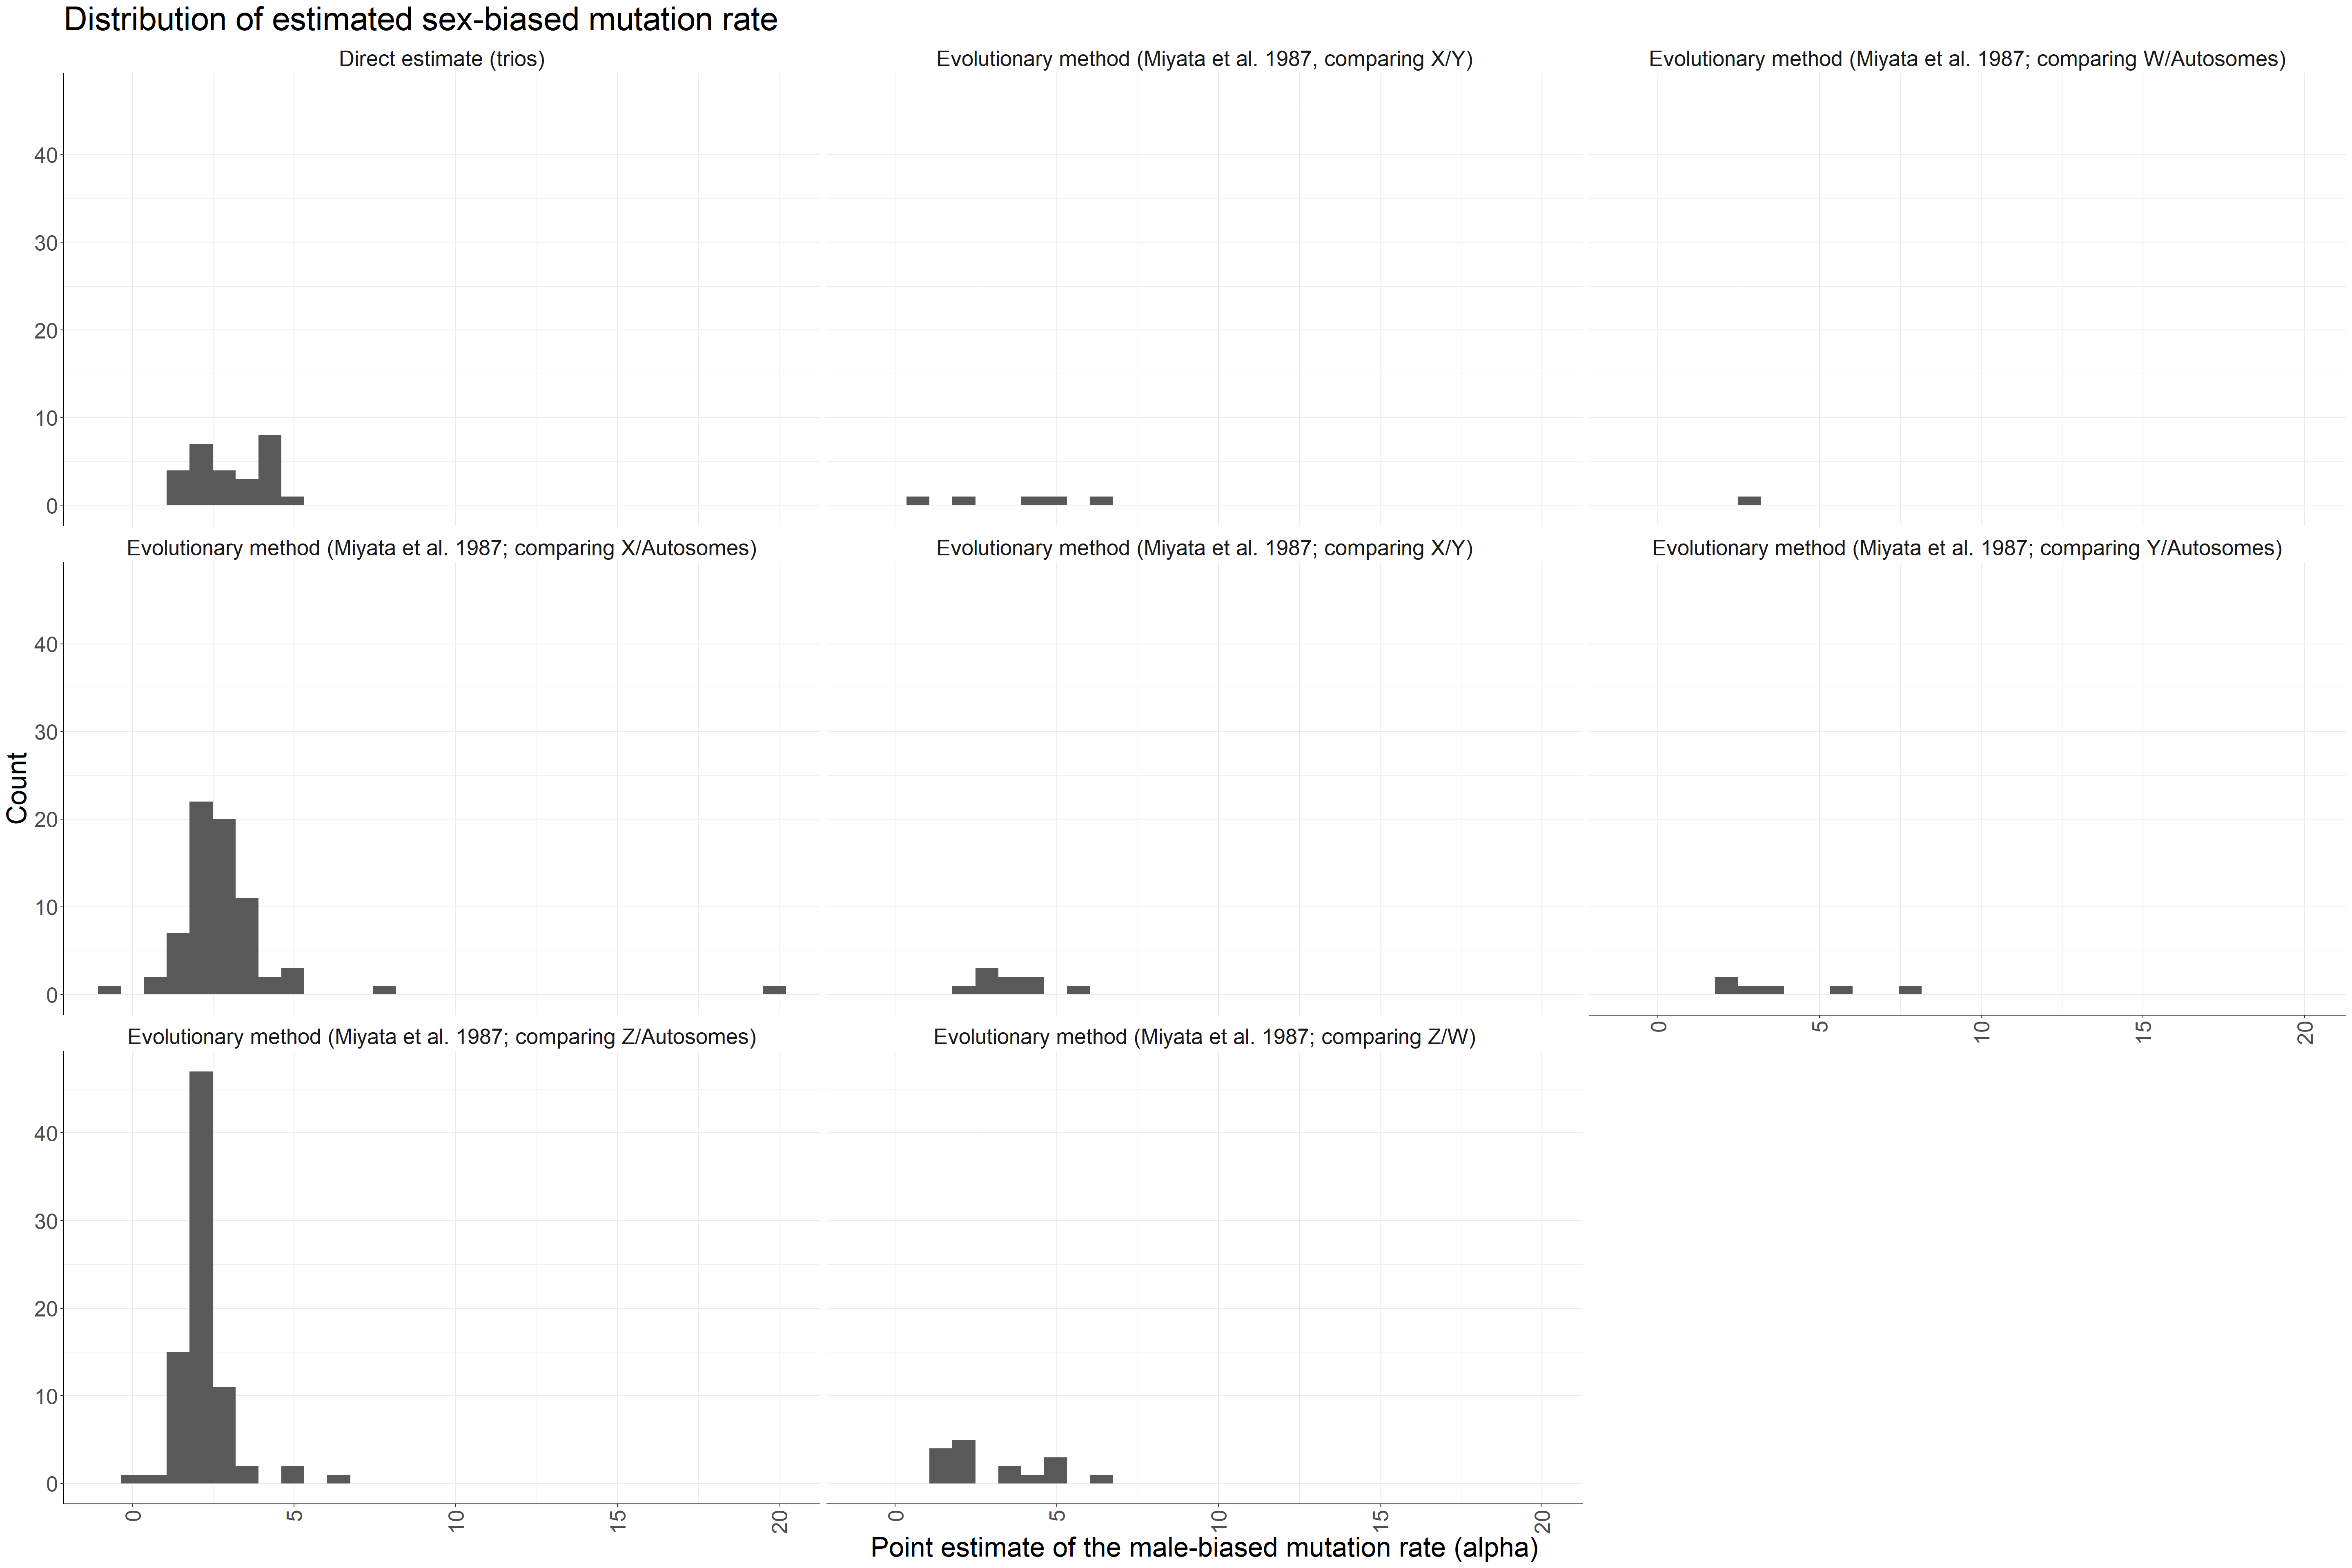 Distribution of estimated sex-biased mutation rate
Direct estimate (trios)
Evolutionary method (Miyata et al. 1987, comparing X/Y)
Evolutionary method (Miyata et al. 1987; comparing W/Autosomes)
40
30
20
10
0
Evolutionary method (Miyata et al. 1987; comparing X/Autosomes)
Evolutionary method (Miyata et al. 1987; comparing X/Y)
Evolutionary method (Miyata et al. 1987; comparing Y/Autosomes)
40
30
20
10
0
0 5 10 15 20
Count
Evolutionary method (Miyata et al. 1987; comparing Z/Autosomes)
Evolutionary method (Miyata et al. 1987; comparing Z/W)
40
30
20
10
0
0 5 10 15 20
0 5 10 15 20
Point estimate of the male-biased mutation rate (alpha)